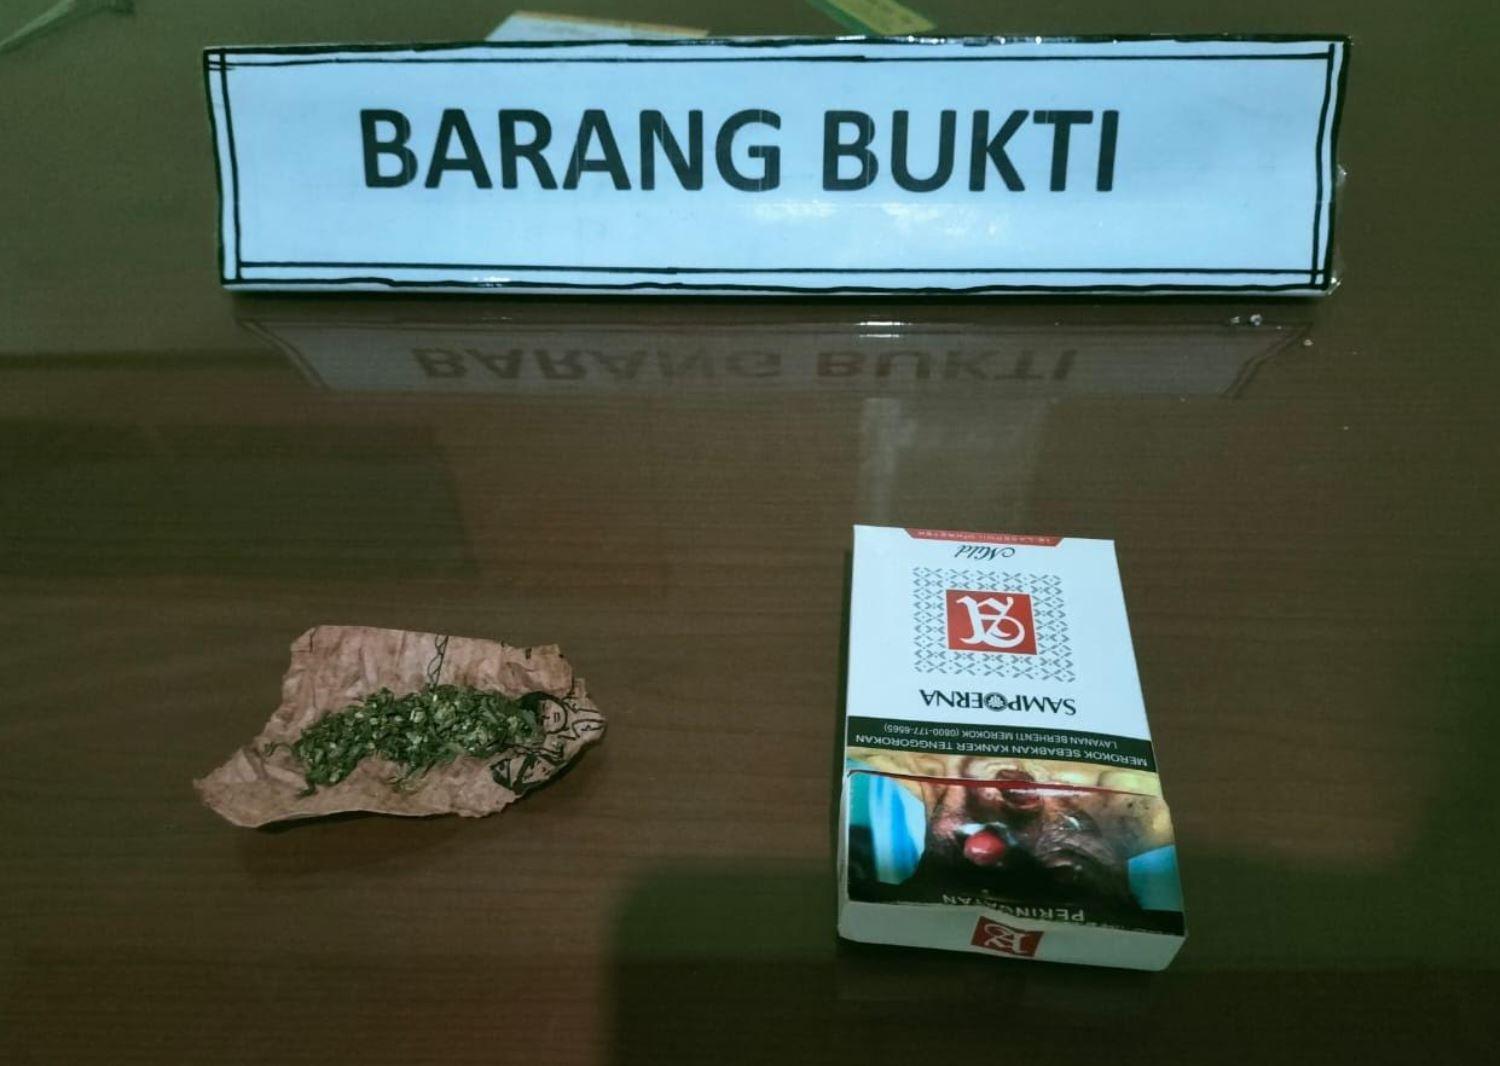 BARANG BUKTI
Mild
A
SAMPOERNA
LAYANAN BERHENTI MEROKOK (0800-177-6565)
MEROKOK SEBABKAN KANKER TENGGOROKAN
PERINGATAN
A